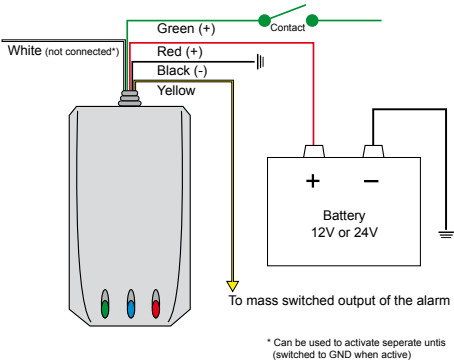 Green (+)
Contact
White (not connected*)
Red (+)
Black (-)
Yellow
+ −
Battery
12V or 24V
To mass switched output of the alarm
* Can be used to activate seperate untis
(switched to GND when active)